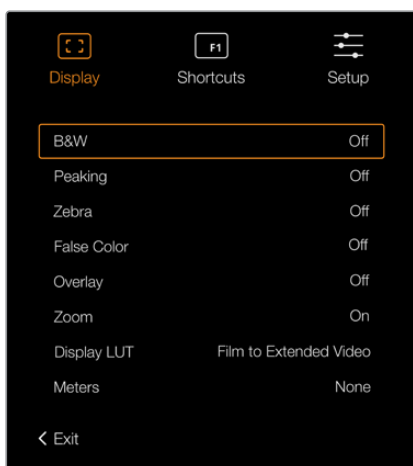 F1
Display Shortcuts Setup
B&W Off
Peaking Off
Zebra Off
False Color Off
Overlay Off
Zoom On
Display LUT Film to Extended Video
Meters None
Exit